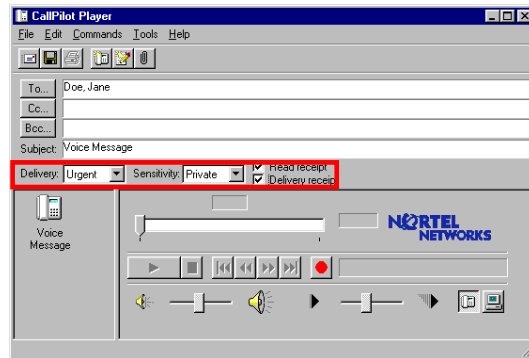 CallPilot Player
File Edit Commands Tools Help
To... Doe, Jane
Cc...
Bcc...
Subject: Voice Message
Delivery: Urgent Sensitivity: Private Read receipt
Delivery receip
Voice
Message
NORTEL
NETWORKS